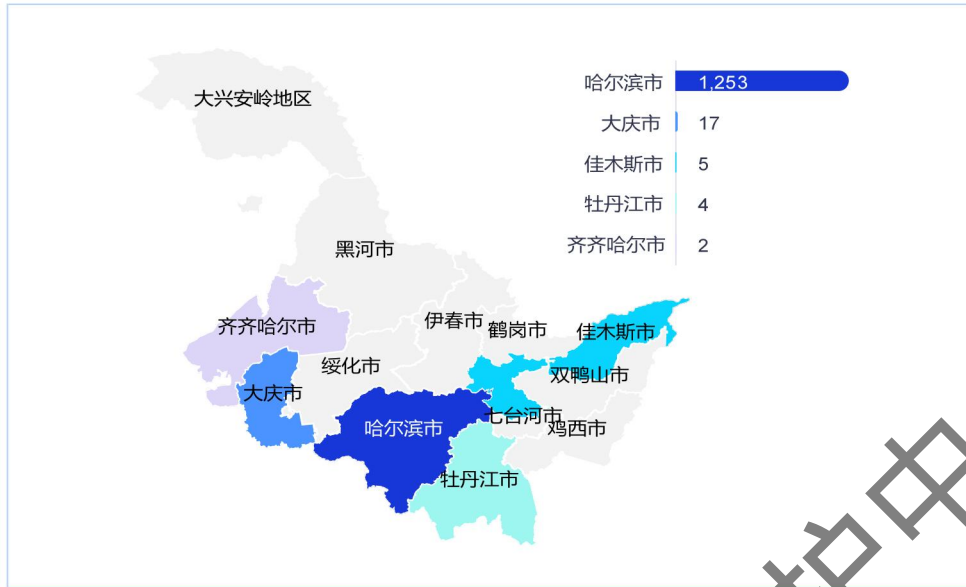 哈尔滨市 1,253
大庆市 17
佳木斯市 5
牡丹江市 4
齐齐哈尔市 2
大兴安岭地区
黑河市
伊春市
鹤岗市
佳木斯市
齐齐哈尔市
绥化市
双鸭山市
大庆市
七台河市
鸡西市
哈尔滨市
牡丹江市
中